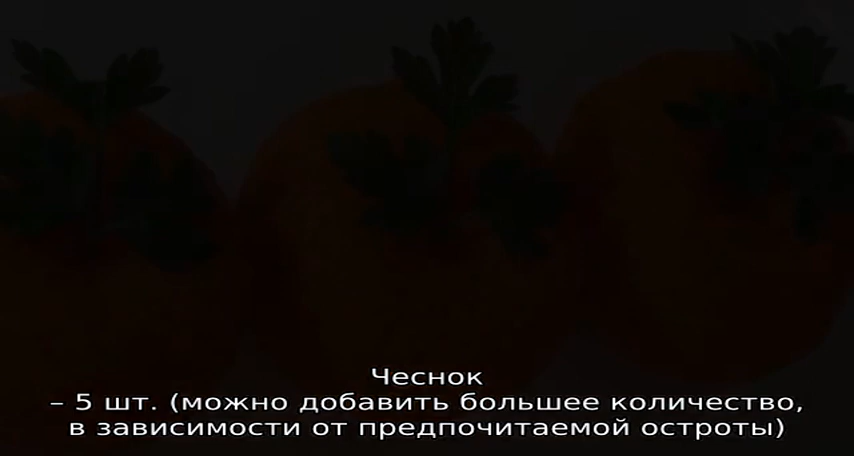 Чеснок
– 5 шт. (можно добавить большее количество,
в зависимости от предпочитаемой остроты)